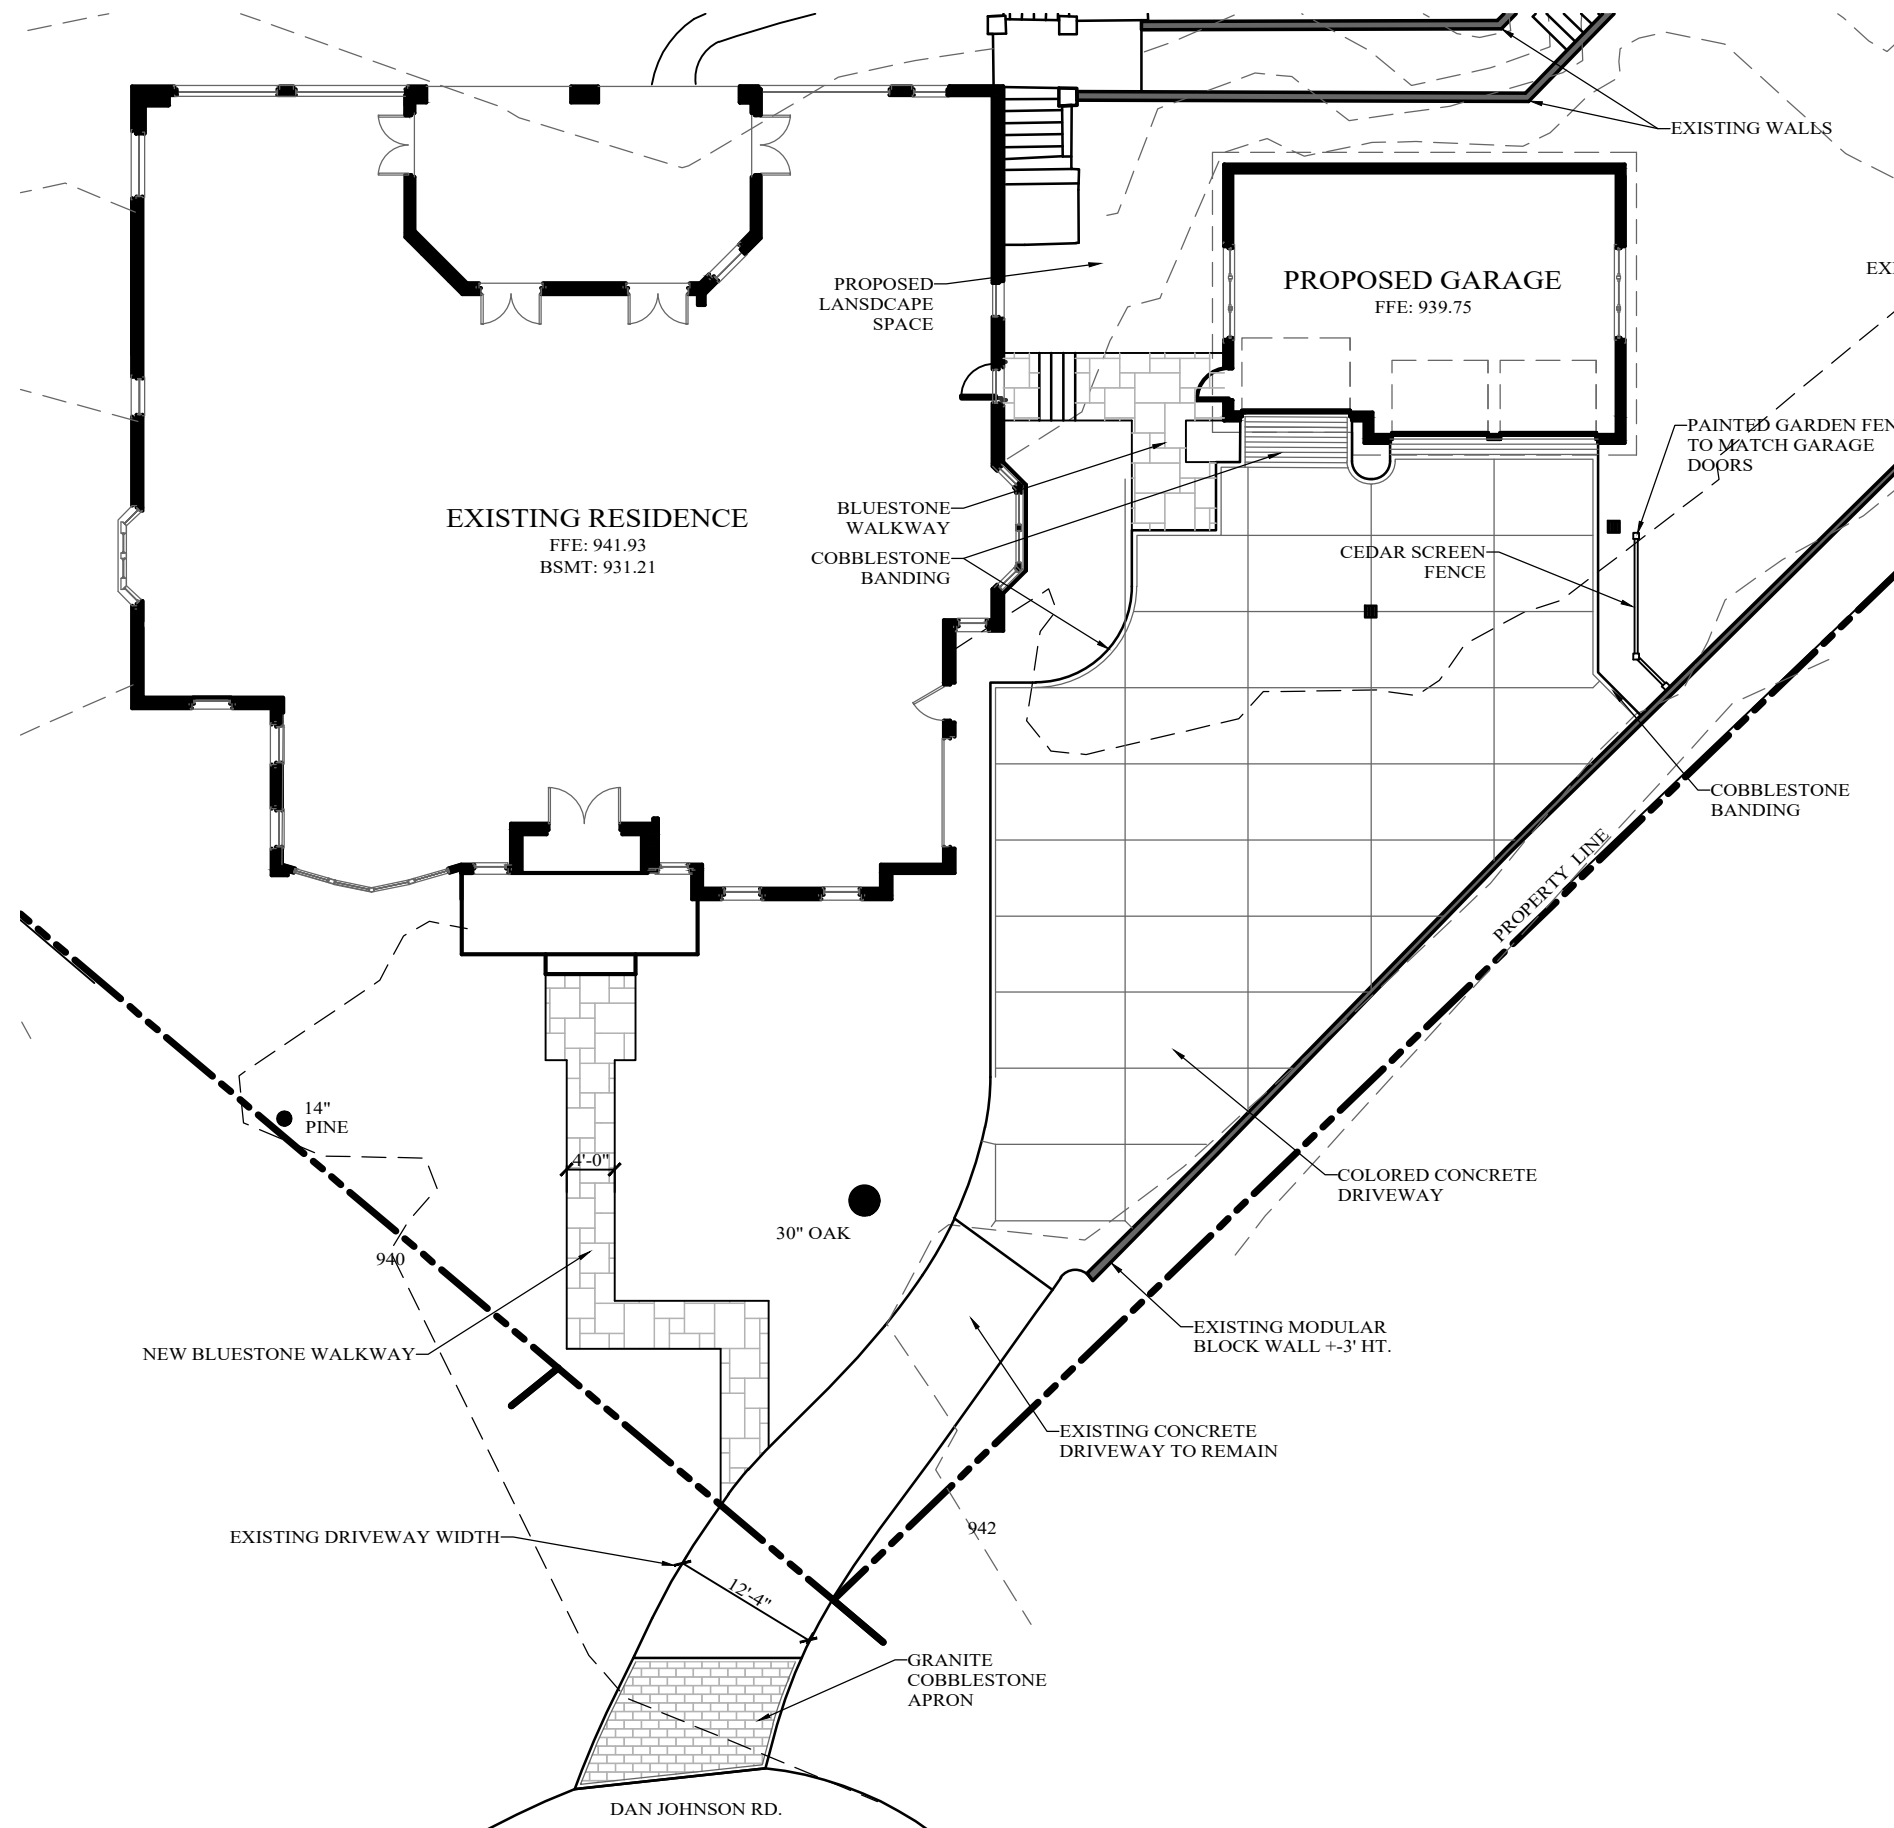 EXISTING WALLS
PROPOSED GARAGE
FFE: 939.75
EXI
PROPOSED
LANSDCAPE
SPACE
PAINTED GARDEN FEN
TO MATCH GARAGE
DOORS
EXISTING RESIDENCE
FFE: 941.93
BSMT: 931.21
BLUESTONE
WALKWAY
COBBLESTONE
BANDING
CEDAR SCREEN
FENCE
COBBLESTONE
BANDING
PROPERTY LINE
14"
PINE
4'-0"
30" OAK
COLORED CONCRETE
DRIVEWAY
940
NEW BLUESTONE WALKWAY
EXISTING MODULAR
BLOCK WALL +-3' HT.
EXISTING CONCRETE
DRIVEWAY TO REMAIN
942
EXISTING DRIVEWAY WIDTH
12'-4"
GRANITE
COBBLESTONE
APRON
DAN JOHNSON RD.